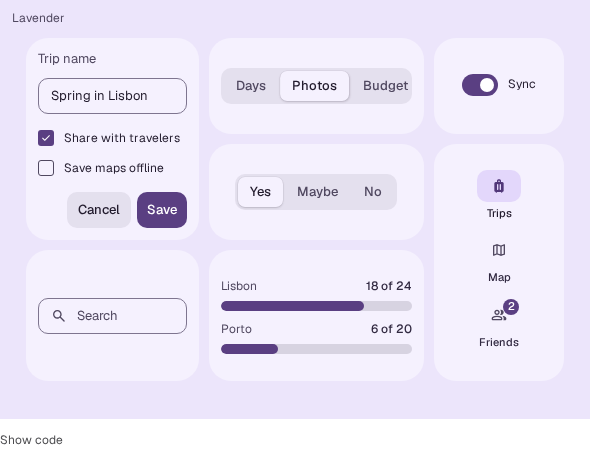 Lavender
Trip name
Spring in Lisbon
Share with travelers
Save maps offline
Cancel Save
Search
Days Photos Budget
Yes Maybe No
Lisbon 18 of 24
Porto 6 of 20
Sync
Trips
Map
2
Friends
Show code